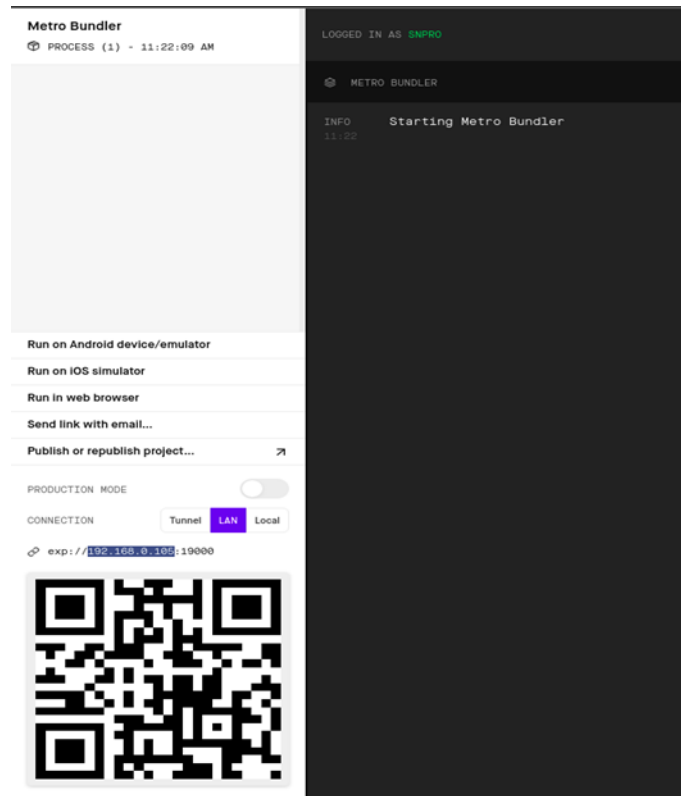 Metro Bundler
PROCESS (1) - 11:22:09 AM
Run on Android device/emulator
Run on iOS simulator
Run in web browser
Send link with email...
Publish or republish project...
PRODUCTION MODE
CONNECTION Tunnel LAN Local
exp://192.168.0.105:19000
LOGGED IN AS SNPRO
METRO BUNDLER
INFO Starting Metro Bundler
11:22